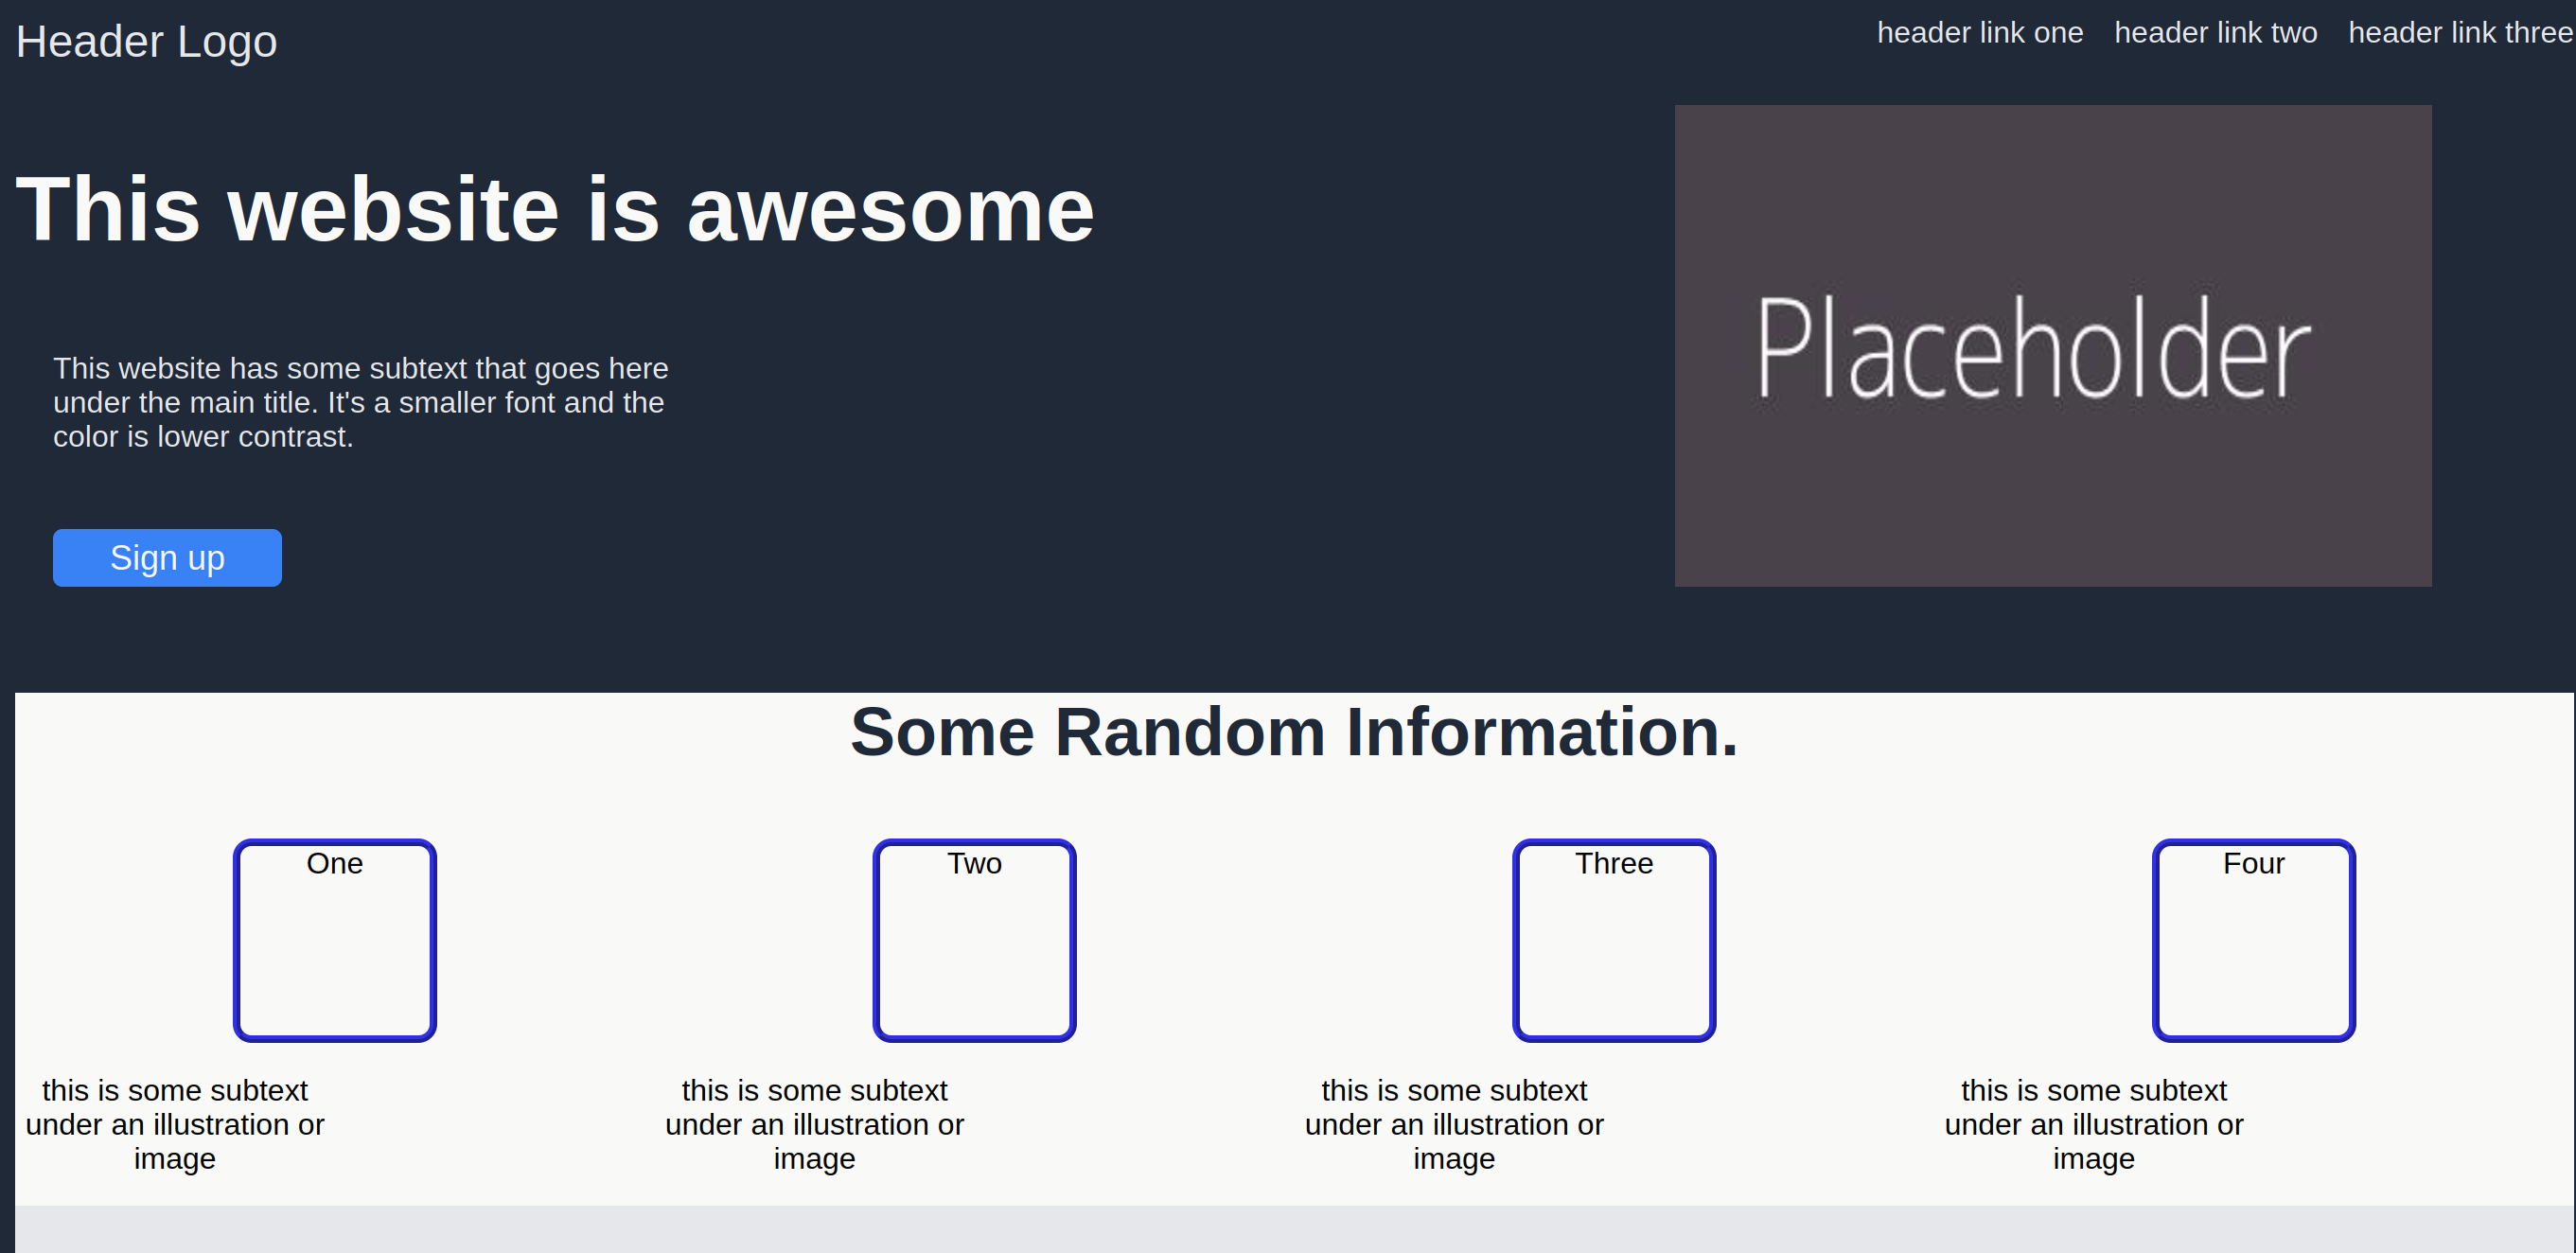 Header Logo
header link one
header link two
header link three
This website is awesome
Placeholder
This website has some subtext that goes here
under the main title. It's a smaller font and the
color is lower contrast.
Sign up
Some Random Information.
One
Two
Three
Four
this is some subtext
under an illustration or
image
this is some subtext
under an illustration or
image
this is some subtext
under an illustration or
image
this is some subtext
under an illustration or
image